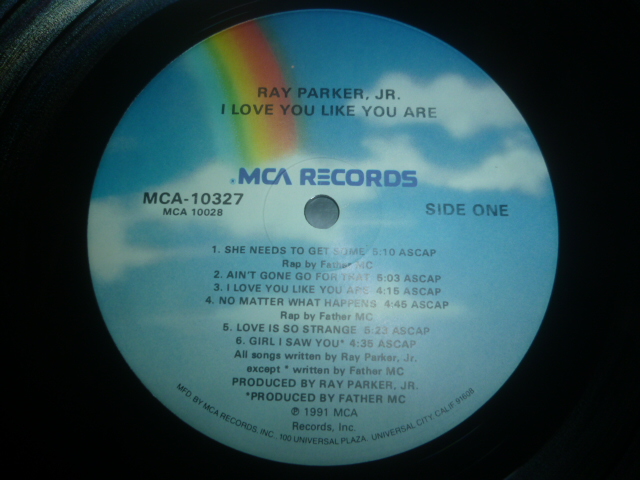 RAY PARKER, JR.
I LOVE YOU LIKE YOU ARE
MCA RECORDS
MCA-10327
MCA 10028
SIDE ONE
1. SHE NEEDS TO GET SOME 5:10 ASCAP
Rap by Father MC
2. AIN'T GONE GO FOR THAT 5:03 ASCAP
3. I LOVE YOU LIKE YOU ARE 4:15 ASCAP
4. NO MATTER WHAT HAPPENS 4:45 ASCAP
Rap by Father MC
5. LOVE IS SO STRANGE 5:23 ASCAP
6. GIRL I SAW YOU* 4:35 ASCAP
All songs written by Ray Parker, Jr.
except * written by Father MC
PRODUCED BY RAY PARKER, JR.
*PRODUCED BY FATHER MC
℗ 1991 MCA
Records, Inc.
MFD. BY MCA RECORDS, INC., 100 UNIVERSAL PLAZA, UNIVERSAL CITY, CALIF. 91608